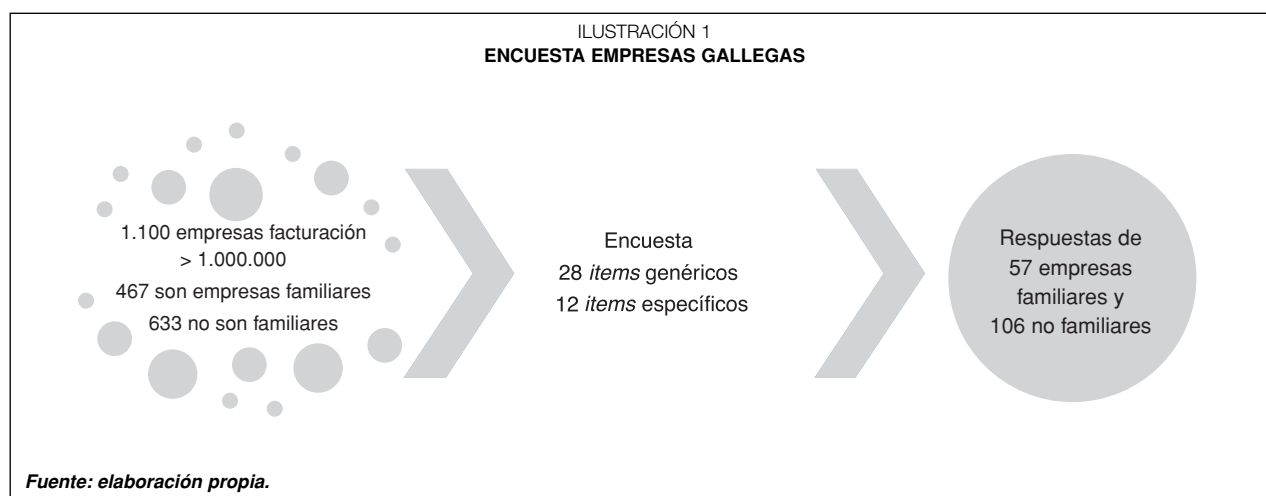 ILUSTRACIÓN 1
ENCUESTA EMPRESAS GALLEGAS
1.100 empresas facturación
> 1.000.000
467 son empresas familiares
633 no son familiares
Encuesta
28 items genéricos
12 items específicos
Respuestas de
57 empresas
familiares y
106 no familiares
Fuente: elaboración propia.